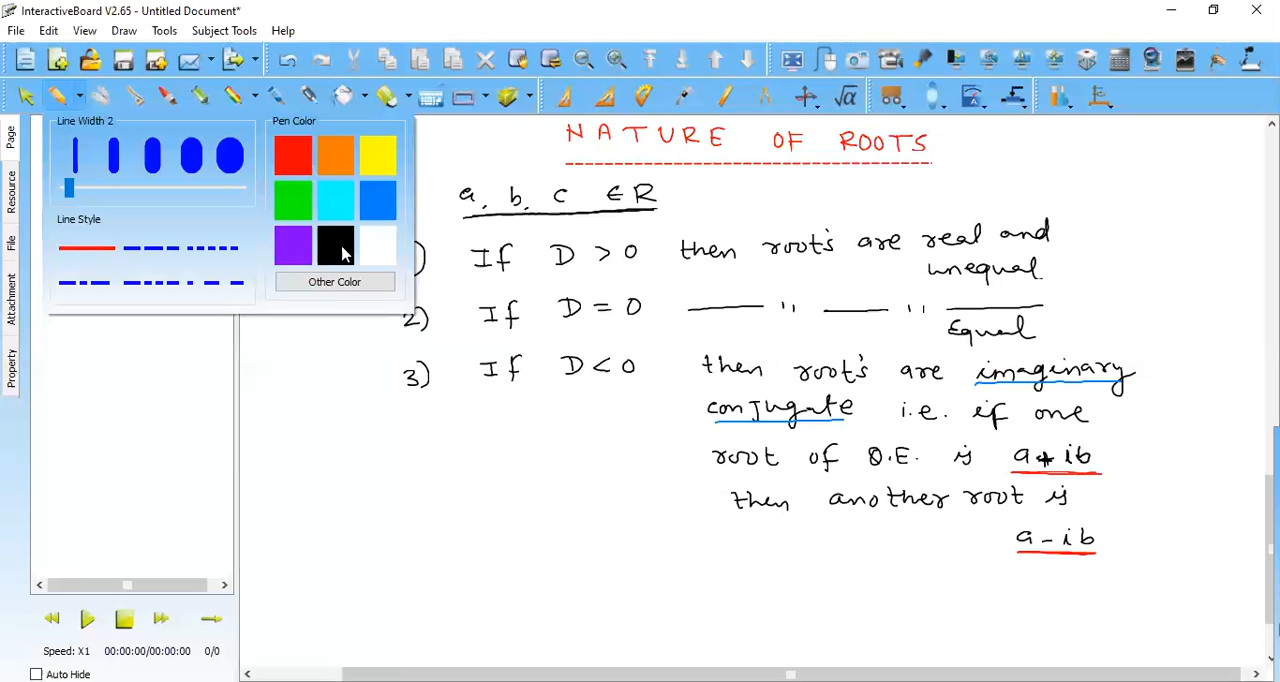 InteractiveBoard V2.65 - Untitled Document*
File Edit View Draw Tools Subject Tools Help
Page
Resource
File
Attachment
Property
Line Width 2
Pen Color
Line Style
Other Color
NATURE OF ROOTS
a, b, c ∈ R
) If D > 0 then root's are real and
unequal.
2) If D = 0 —— " —— " ——
Equal
3) If D < 0 then root's are imaginary
conjugate i.e. if one
root of Q.E. is a+ib
then another root is
a-ib
Speed: X1 00:00:00/00:00:00 0/0
Auto Hide